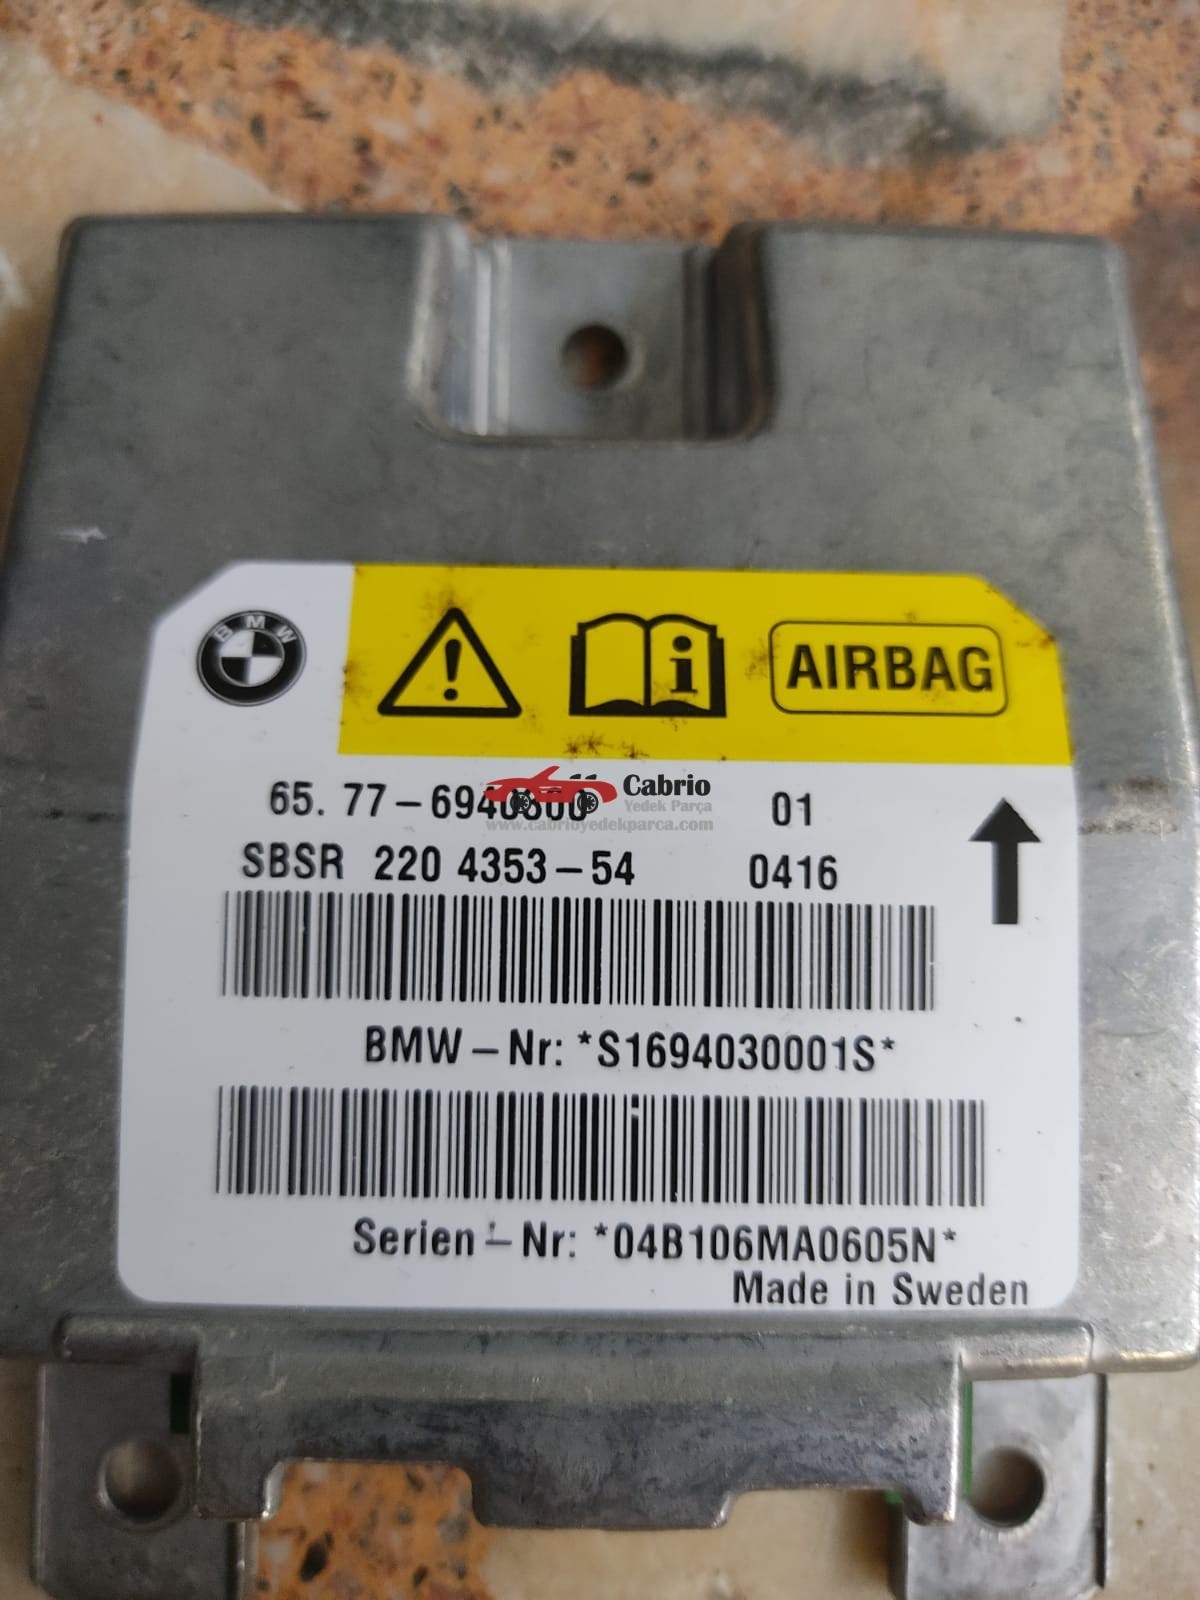 BMW
AIRBAG
65. 77-6940300 01
SBSR 220 4353-54 0416
BMW-Nr: *S1694030001S*
Serien-Nr: *04B106MA0605N*
Made in Sweden
Cabrio
Yedek Parça
www.cabrioyedekparca.com